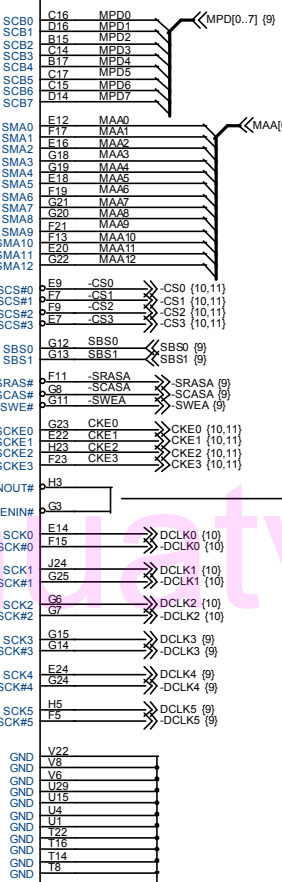 SCB0 C16 MPD0
SCB1 D16 MPD1 MPD[0..7] {9}
SCB2 B15 MPD2
SCB3 C14 MPD3
SCB4 B17 MPD4
SCB5 C17 MPD5
SCB6 C15 MPD6
SCB7 D14 MPD7
SMA0 E12 MAA0
SMA1 F17 MAA1
SMA2 E16 MAA2
SMA3 G18 MAA3
SMA4 G19 MAA4
SMA5 E18 MAA5
SMA6 F19 MAA6
SMA7 G21 MAA7
SMA8 G20 MAA8
SMA9 F21 MAA9
SMA10 F13 MAA10
SMA11 E20 MAA11
SMA12 G22 MAA12
SCS#0 E9 -CS0 -CS0 {10,11}
SCS#1 F7 -CS1 -CS1 {10,11}
SCS#2 F9 -CS2 -CS2 {10,11}
SCS#3 E7 -CS3 -CS3 {10,11}
SBS0 G12 SBS0 SBS0 {9}
SBS1 G13 SBS1 SBS1 {9}
SRAS# F11 -SRASA -SRASA {9}
SCAS# G8 -SCASA -SCASA {9}
SWE# G11 -SWEA -SWEA {9}
SCKE0 G23 CKE0 CKE0 {10,11}
SCKE1 E22 CKE1 CKE1 {10,11}
SCKE2 H23 CKE2 CKE2 {10,11}
SCKE3 F23 CKE3 CKE3 {10,11}
NOUT# H3
ENIN# G3
SCK0 E14 DCLK0 {10}
SCK#0 F15 -DCLK0 {10}
SCK1 J24 DCLK1 {10}
SCK#1 G25 -DCLK1 {10}
SCK2 G6 DCLK2 {10}
SCK#2 G7 -DCLK2 {10}
SCK3 G15 DCLK3 {9}
SCK#3 G14 -DCLK3 {9}
SCK4 E24 DCLK4 {9}
SCK#4 G24 -DCLK4 {9}
SCK5 H5 DCLK5 {9}
SCK#5 F5 -DCLK5 {9}
GND V22
GND V8
GND V6
GND U29
GND U15
GND U4
GND U1
GND T22
GND T16
GND T14
GND T8